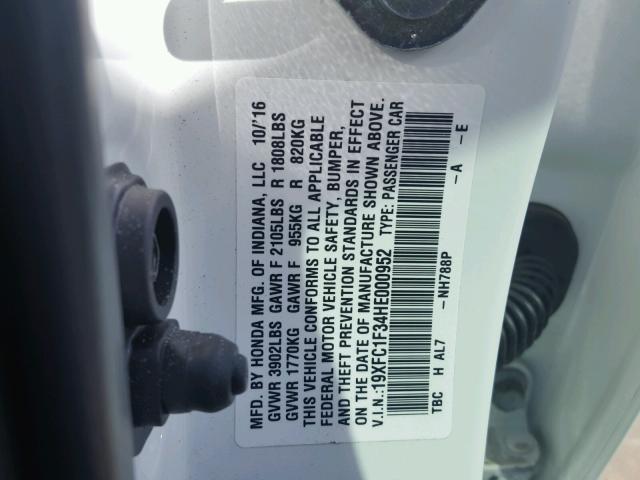 MFD. BY HONDA MFG. OF INDIANA, LLC 10/'16
GVWR 3902LBS GAWR F 2105LBS R 1808LBS
GVWR 1770KG GAWR F 955KG R 820KG
THIS VEHICLE CONFORMS TO ALL APPLICABLE
FEDERAL MOTOR VEHICLE SAFETY, BUMPER,
AND THEFT PREVENTION STANDARDS IN EFFECT
ON THE DATE OF MANUFACTURE SHOWN ABOVE.
V.I.N.:19XFC1F34HE000952 TYPE: PASSENGER CAR
TBC H AL7 -NH788P -A -E